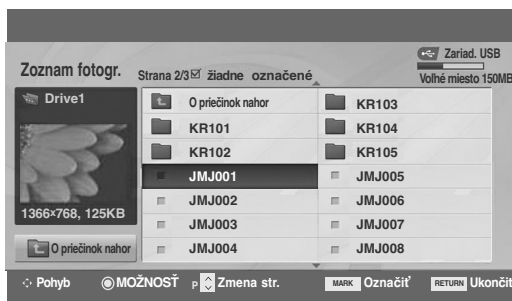 Zariad. USB
Voľné miesto 150MB
Zoznam fotogr. Strana 2/3 žiadne označené
Drive1
1366×768, 125KB
O priečinok nahor
O priečinok nahor KR103
KR101 KR104
KR102 KR105
JMJ001 JMJ005
JMJ002 JMJ006
JMJ003 JMJ007
JMJ004 JMJ008
Pohyb MOŽNOSŤ P Zmena str. MARK Označiť RETURN Ukončiť